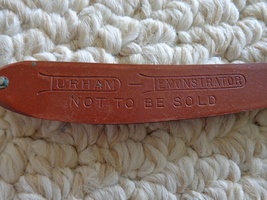 DURHAM — DEMONSTRATOR
NOT TO BE SOLD